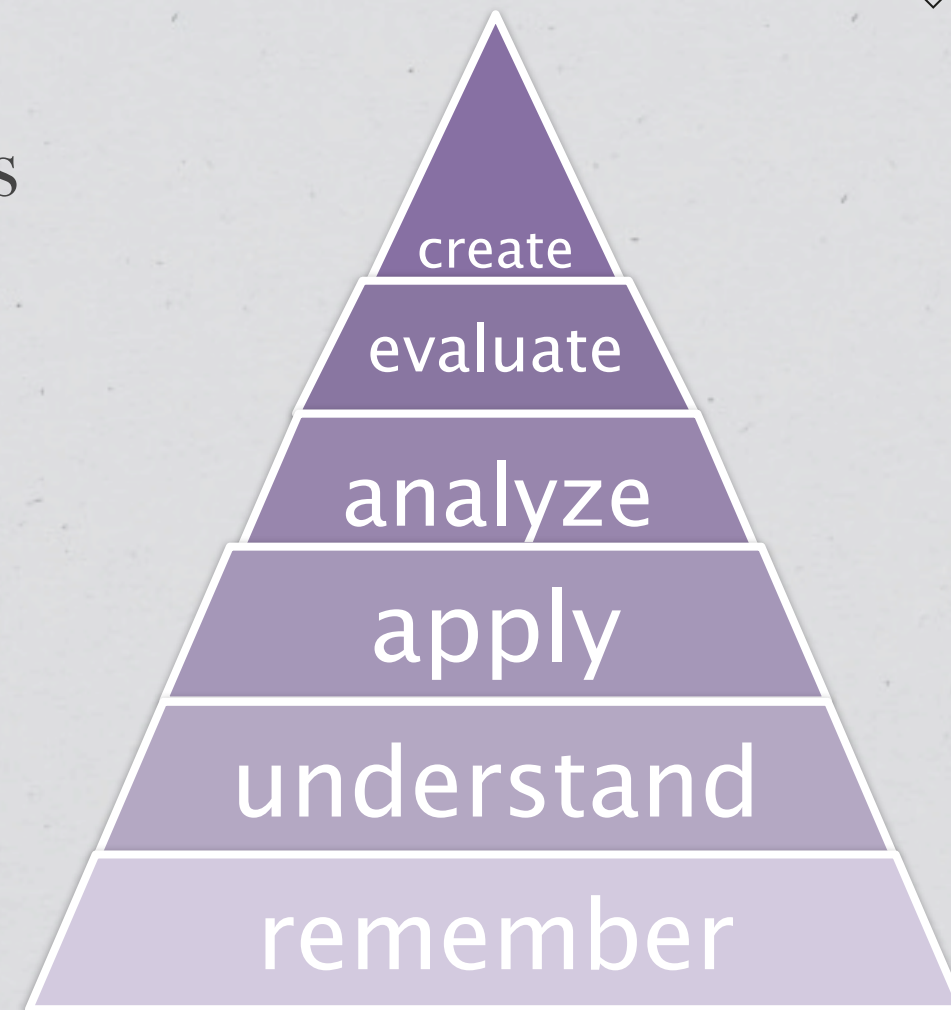 s
create
evaluate
analyze
apply
understand
remember